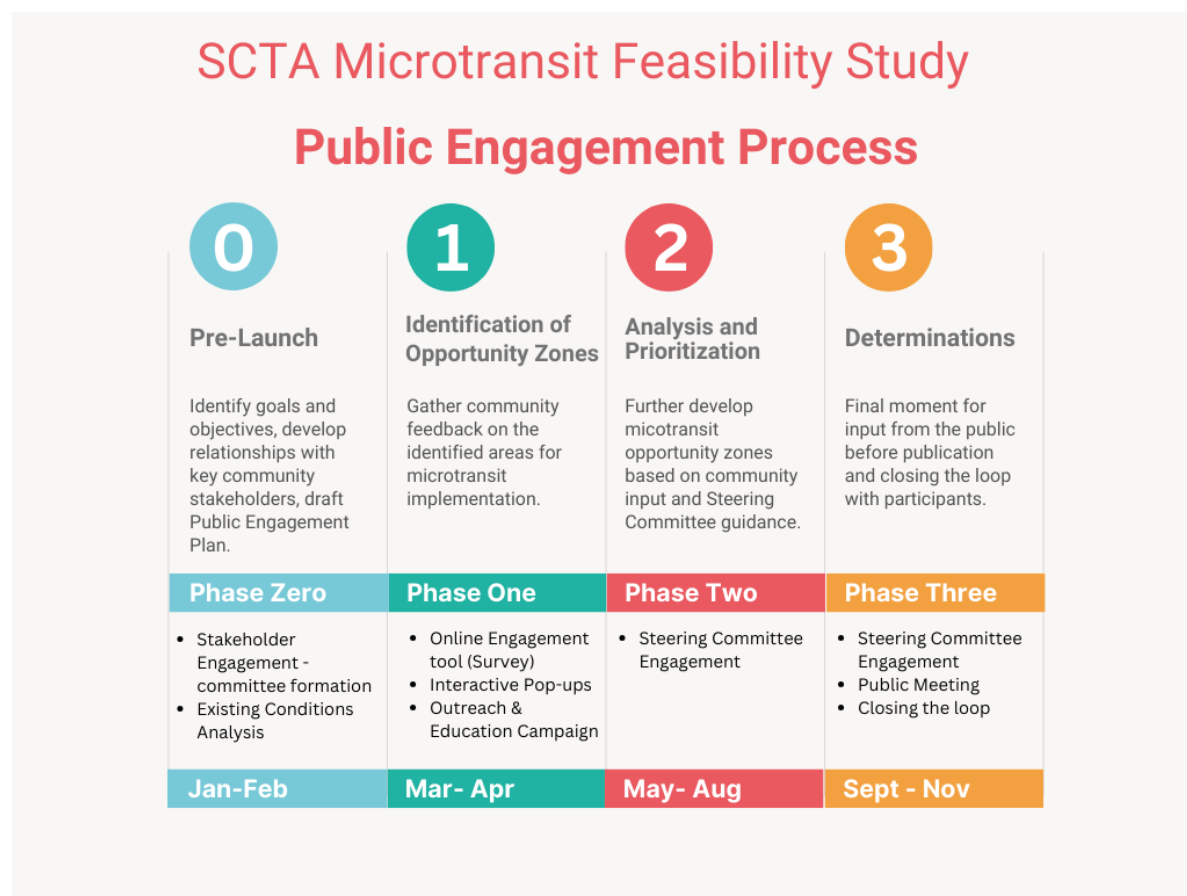 SCTA Microtransit Feasibility Study
Public Engagement Process
0
Pre-Launch
Identify goals and
objectives, develop
relationships with
key community
stakeholders, draft
Public Engagement
Plan.
Phase Zero
• Stakeholder
Engagement -
committee formation
• Existing Conditions
Analysis
Jan-Feb
1
Identification of
Opportunity Zones
Gather community
feedback on the
identified areas for
microtransit
implementation.
Phase One
• Online Engagement
tool (Survey)
• Interactive Pop-ups
• Outreach &
Education Campaign
Mar- Apr
2
Analysis and
Prioritization
Further develop
micotransit
opportunity zones
based on community
input and Steering
Committee guidance.
Phase Two
• Steering Committee
Engagement
May- Aug
3
Determinations
Final moment for
input from the public
before publication
and closing the loop
with participants.
Phase Three
• Steering Committee
Engagement
• Public Meeting
• Closing the loop
Sept - Nov